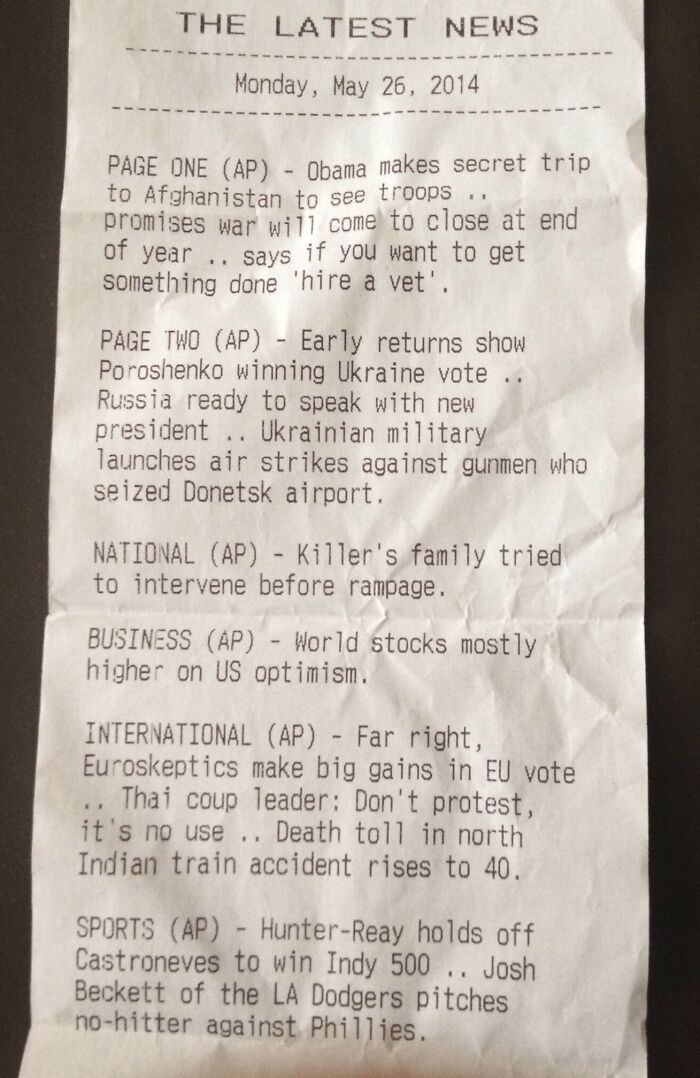 THE LATEST NEWS
Monday, May 26, 2014
PAGE ONE (AP) - Obama makes secret trip
to Afghanistan to see troops ..
promises war will come to close at end
of year .. says if you want to get
something done 'hire a vet'.
PAGE TWO (AP) - Early returns show
Poroshenko winning Ukraine vote ..
Russia ready to speak with new
president .. Ukrainian military
launches air strikes against gunmen who
seized Donetsk airport.
NATIONAL (AP) - Killer's family tried
to intervene before rampage.
BUSINESS (AP) - World stocks mostly
higher on US optimism.
INTERNATIONAL (AP) - Far right,
Euroskeptics make big gains in EU vote
.. Thai coup leader: Don't protest,
it's no use .. Death toll in north
Indian train accident rises to 40.
SPORTS (AP) - Hunter-Reay holds off
Castroneves to win Indy 500 .. Josh
Beckett of the LA Dodgers pitches
no-hitter against Phillies.